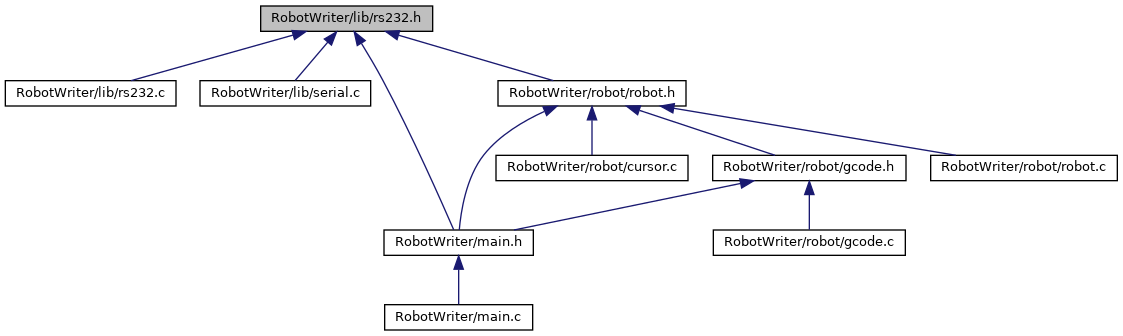 RobotWriter/lib/rs232.h
RobotWriter/lib/rs232.c
RobotWriter/lib/serial.c
RobotWriter/robot/robot.h
RobotWriter/robot/cursor.c
RobotWriter/robot/gcode.h
RobotWriter/robot/robot.c
RobotWriter/main.h
RobotWriter/robot/gcode.c
RobotWriter/main.c